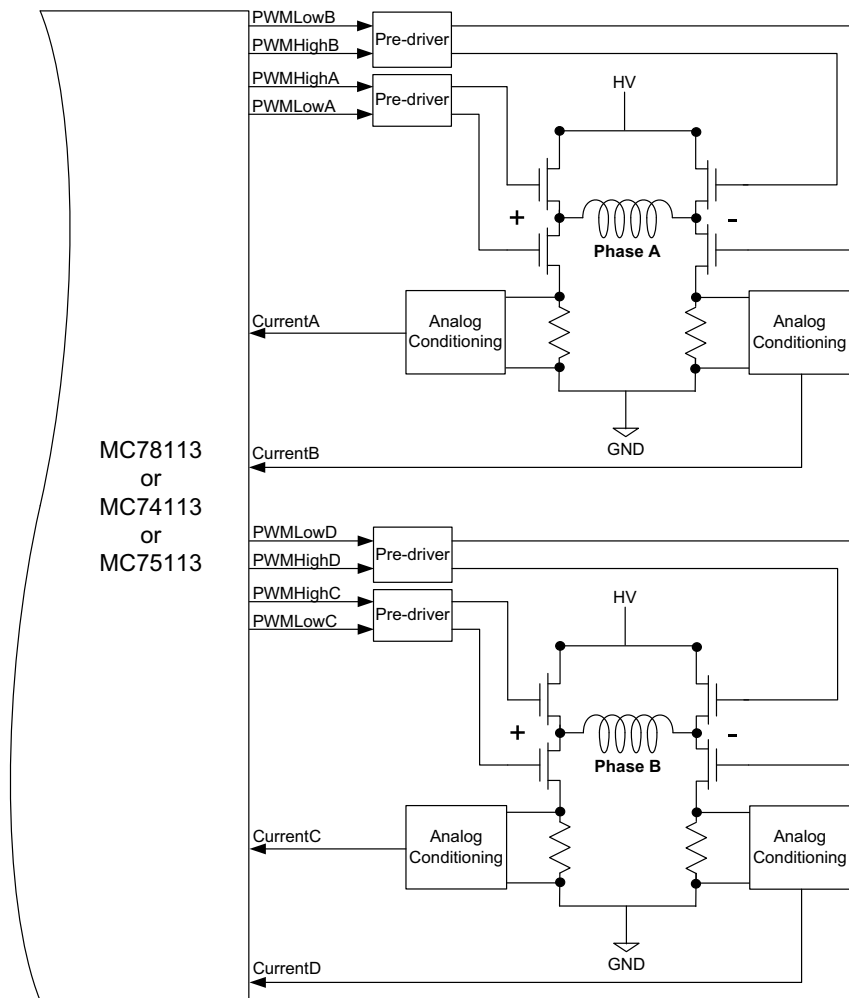 PWMLowB
PWMHighB
Pre-driver
PWMHighA
PWMLowA
Pre-driver
HV
+
-
Phase A
CurrentA
Analog
Conditioning
Analog
Conditioning
GND
CurrentB
MC78113
or
MC74113
or
MC75113
PWMLowD
PWMHighD
Pre-driver
PWMHighC
PWMLowC
Pre-driver
HV
+
-
Phase B
CurrentC
Analog
Conditioning
Analog
Conditioning
GND
CurrentD